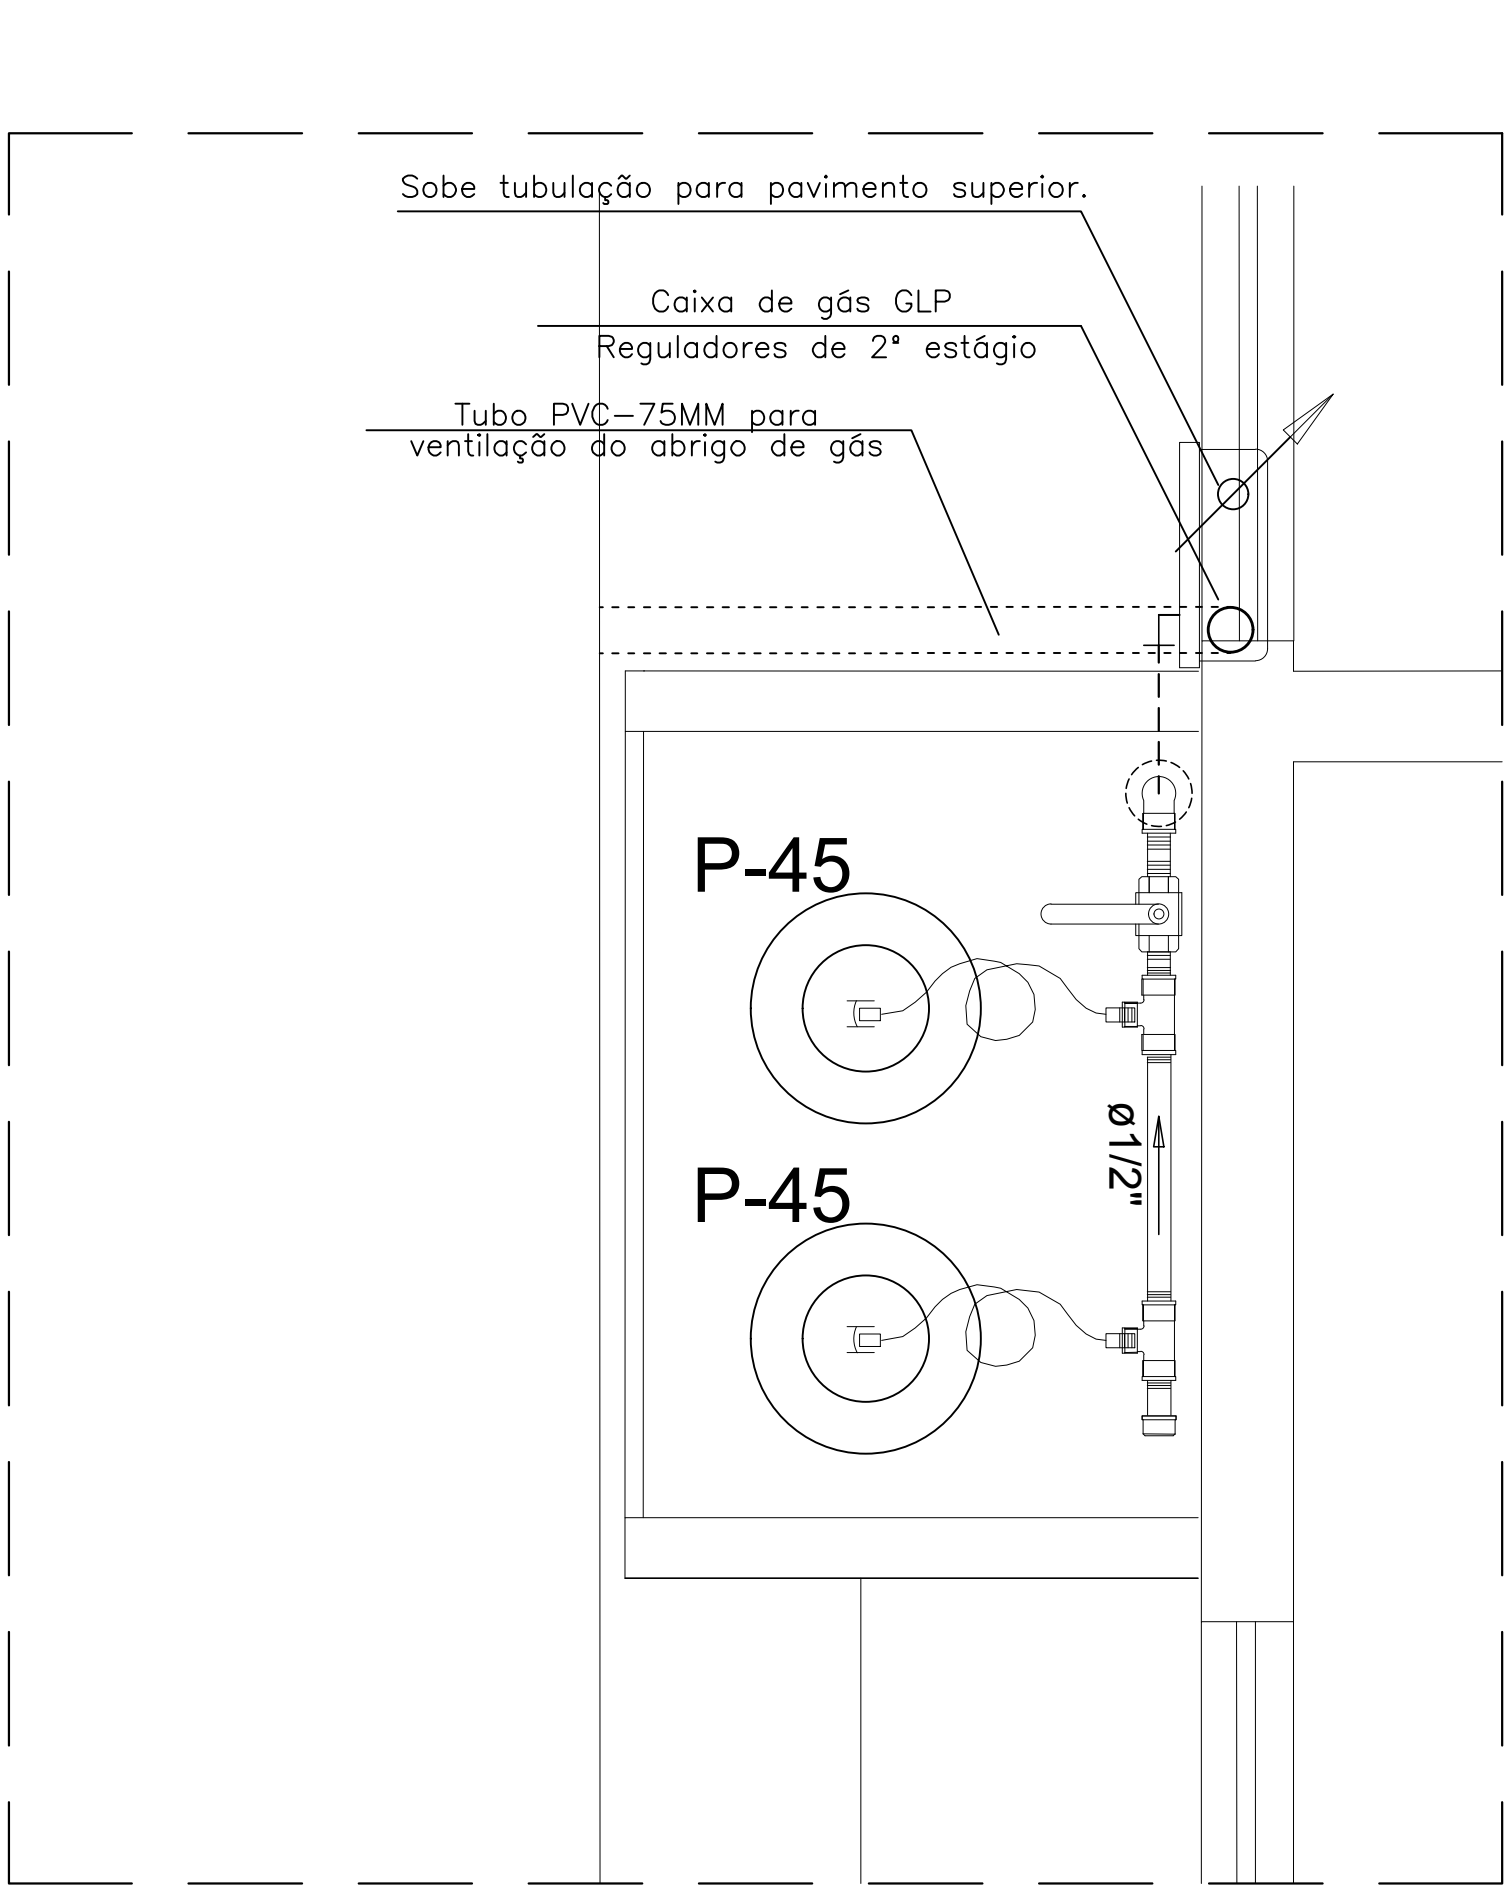 Sobe tubulação para pavimento superior.
Caixa de gás GLP
Reguladores de 2ª estágio
Tubo PVC-75MM para
ventilação do abrigo de gás
P-45
ø1/2"
P-45